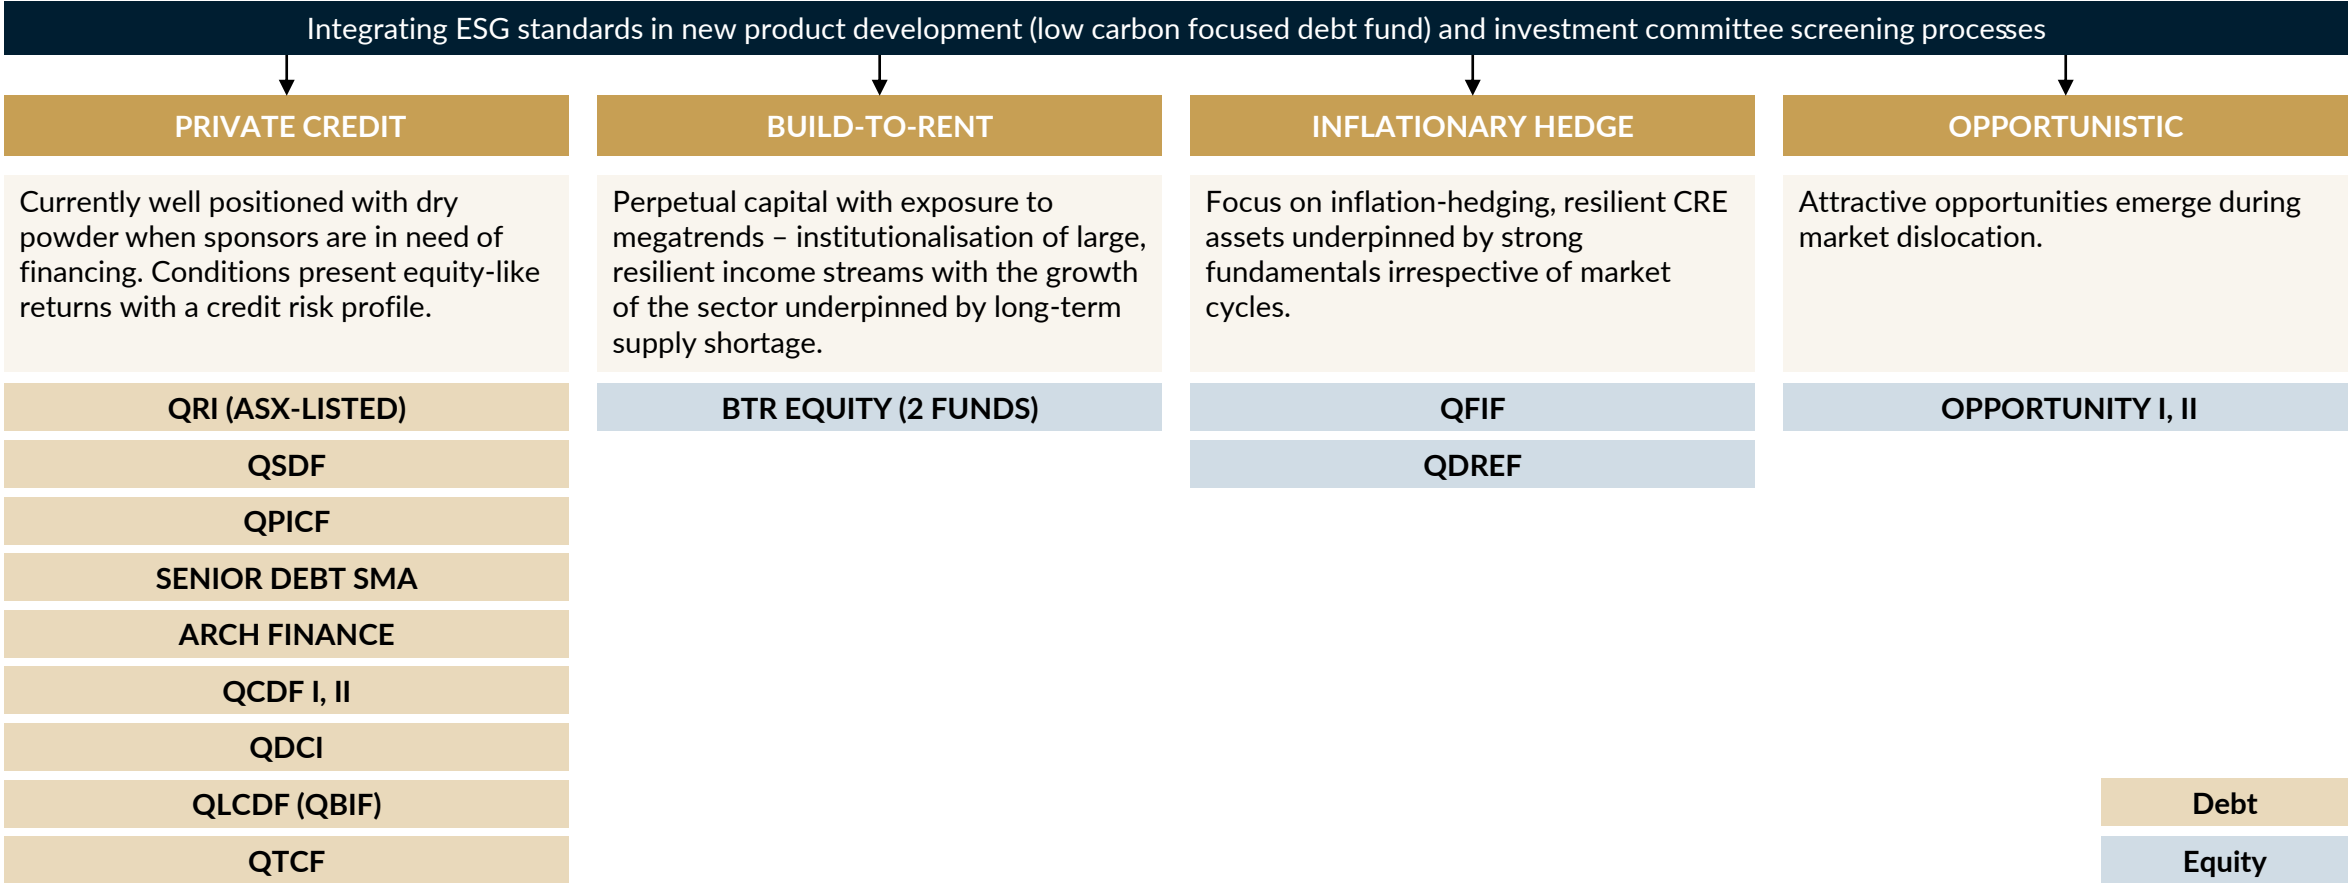 Integrating ESG standards in new product development (low carbon focused debt fund) and investment committee screening processes
PRIVATE CREDIT
Currently well positioned with dry
powder when sponsors are in need of
financing. Conditions present equity-like
returns with a credit risk profile.
QRI (ASX-LISTED)
QSDF
QPICF
SENIOR DEBT SMA
ARCH FINANCE
QCDF I, II
QDCI
QLCDF (QBIF)
QTCF
BUILD-TO-RENT
Perpetual capital with exposure to
megatrends – institutionalisation of large,
resilient income streams with the growth
of the sector underpinned by long-term
supply shortage.
BTR EQUITY (2 FUNDS)
INFLATIONARY HEDGE
Focus on inflation-hedging, resilient CRE
assets underpinned by strong
fundamentals irrespective of market
cycles.
QFIF
QDREF
OPPORTUNISTIC
Attractive opportunities emerge during
market dislocation.
OPPORTUNITY I, II
Debt
Equity